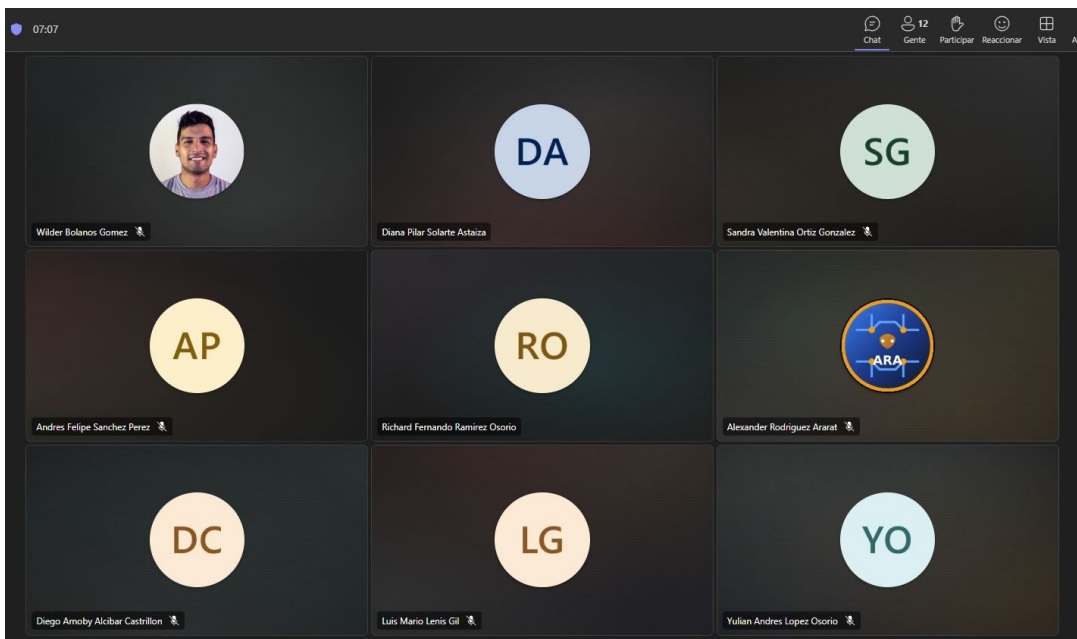 07:07
12
Chat
Gente
Participar
Reaccionar
Vista
A
Wilder Bolanos Gomez
DA
Diana Pilar Solarte Astaiza
SG
Sandra Valentina Ortiz Gonzalez
AP
Andres Felipe Sanchez Perez
RO
Richard Fernando Ramirez Osorio
ARA
Alexander Rodriguez Ararat
DC
Diego Arnoby Alcibar Castrillon
LG
Luis Mario Lenis Gil
YO
Yulian Andres Lopez Osorio